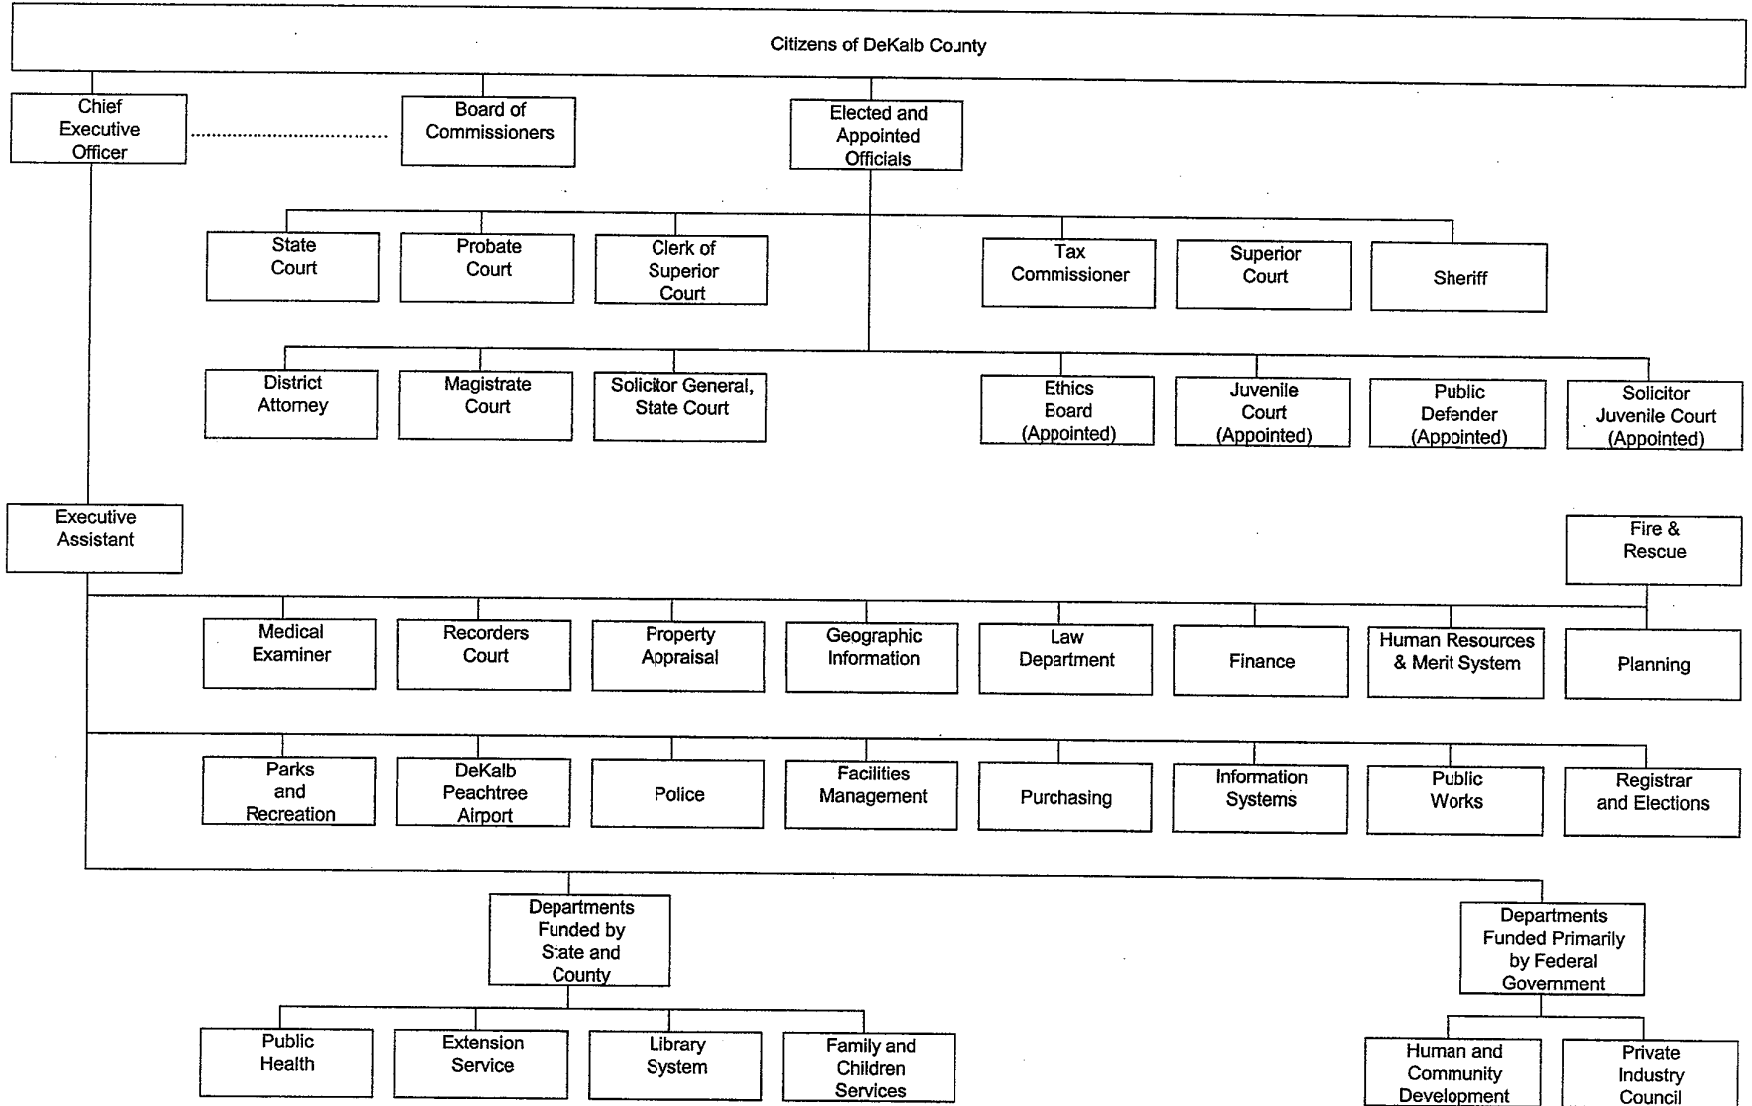 Citizens of DeKalb County
Chief
Executive
Officer
Board of
Commissioners
Elected and
Appointed
Officials
State
Court
Probate
Court
Clerk of
Superior
Court
Tax
Commissioner
Superior
Court
Sheriff
District
Attorney
Magistrate
Court
Solicitor General,
State Court
Ethics
Board
(Appointed)
Juvenile
Court
(Appointed)
Public
Defender
(Appointed)
Solicitor
Juvenile Court
(Appointed)
Executive
Assistant
Fire &
Rescue
Medical
Examiner
Recorders
Court
Property
Appraisal
Geographic
Information
Law
Department
Finance
Human Resources
& Merit System
Planning
Parks
and
Recreation
DeKalb
Peachtree
Airport
Police
Facilities
Management
Purchasing
Information
Systems
Public
Works
Registrar
and Elections
Departments
Funded by
State and
County
Departments
Funded Primarily
by Federal
Government
Public
Health
Extension
Service
Library
System
Family and
Children
Services
Human and
Community
Development
Private
Industry
Council